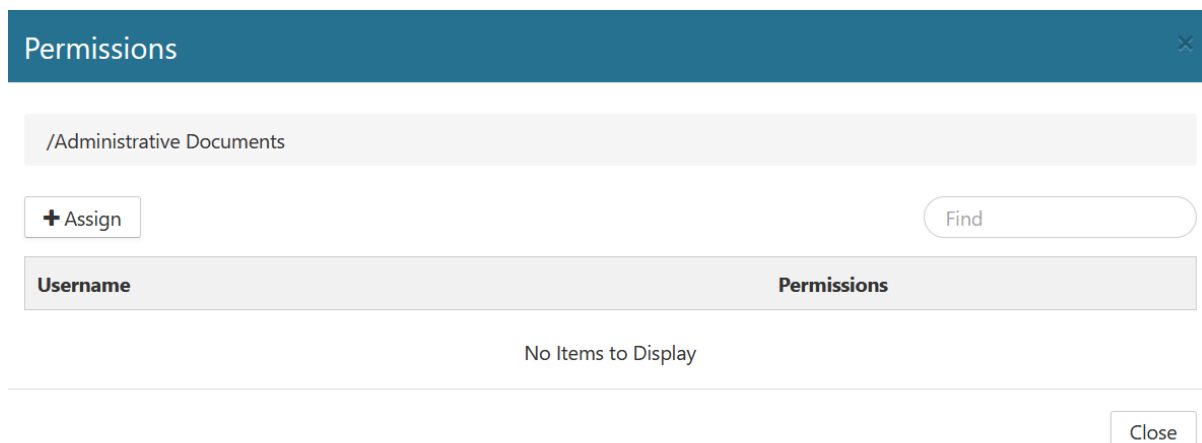 Permissions ×
/Administrative Documents
+ Assign Find
Username Permissions
No Items to Display
Close